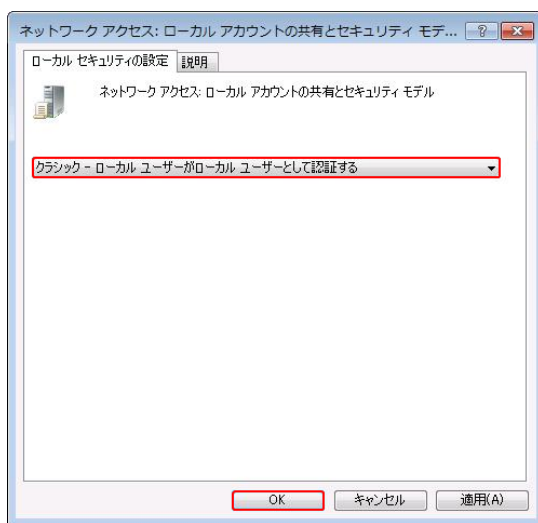 ネットワーク アクセス: ローカル アカウントの共有とセキュリティ モデ...
ローカル セキュリティの設定 説明
ネットワーク アクセス: ローカル アカウントの共有とセキュリティ モデル
クラシック - ローカル ユーザーがローカル ユーザーとして認証する
OK キャンセル 適用(A)